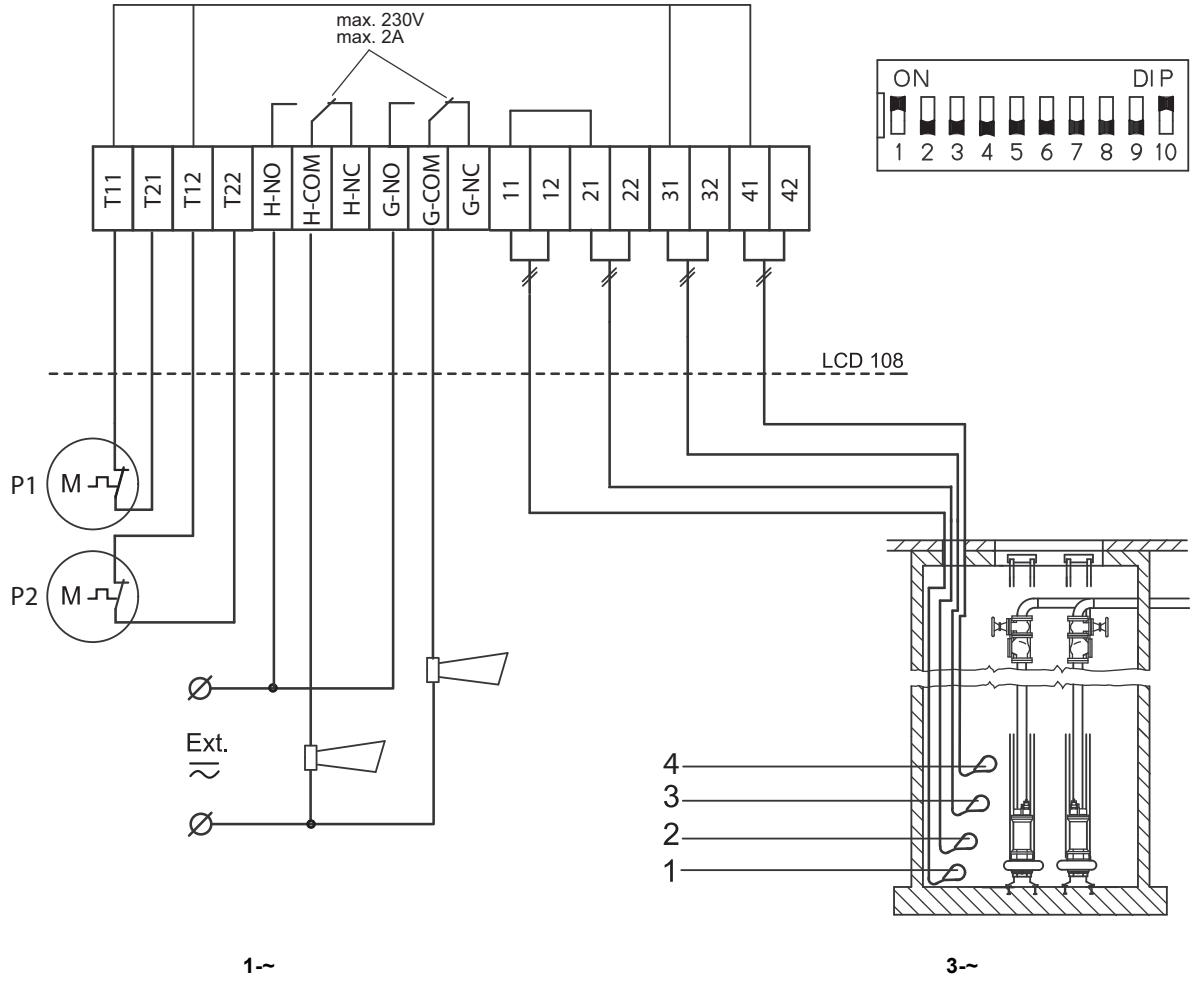 max. 230V
max. 2A
ON DIP
1 2 3 4 5 6 7 8 9 10
T11 T21 T12 T22 H-NO H-COM H-NC G-NO G-COM G-NC 11 12 21 22 31 32 41 42
LCD 108
P1 M
P2 M
Ext.
4
3
2
1
1-~
3-~